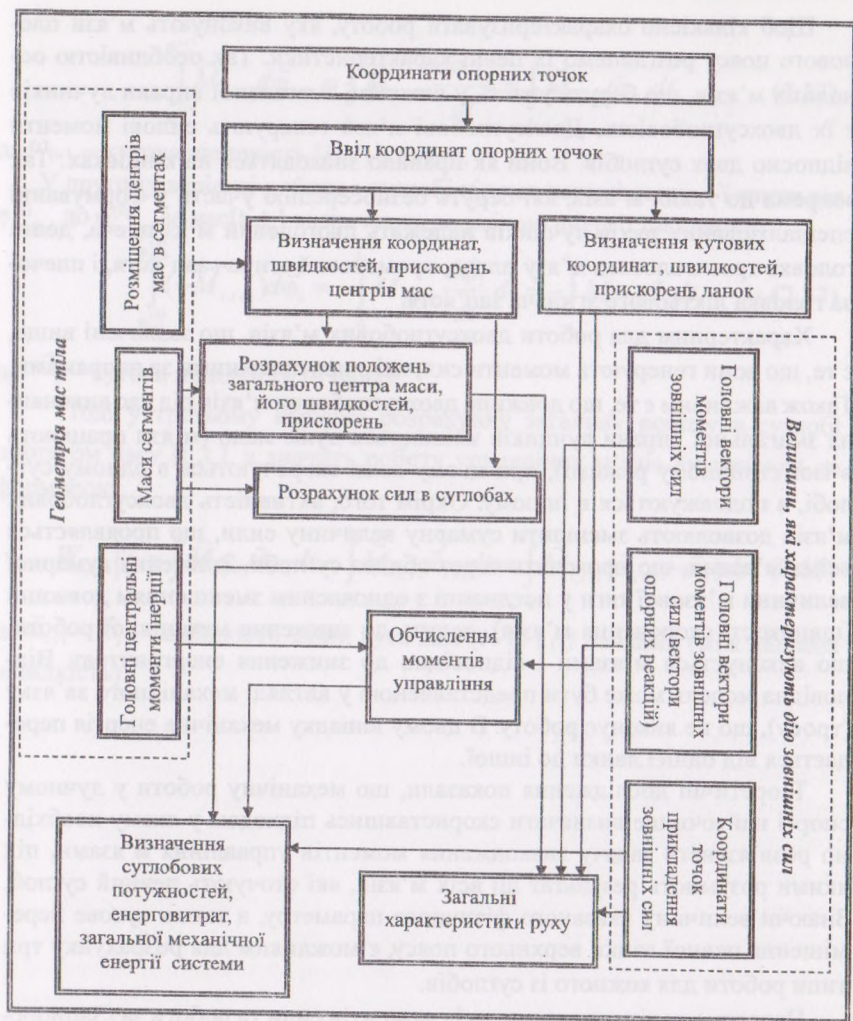 Координати опорних точок
Ввід координат опорних точок
Розміщення центрів
мас в сегментах
Визначення координат,
швидкостей, прискорень
центрів мас
Визначення кутових
координат, швидкостей,
прискорень ланок
Геометрія мас тіла
Маси сегментів
Розрахунок положень
загального центра маси,
його швидкостей,
прискорень
Головні вектори
і моменти
зовнішніх сил
Величини, які характеризують дію зовнішніх сил
Розрахунок сил в суглобах
Головні центральні
моменти інерції
Обчислення
моментів
управління
і головні вектори
моментів зовнішніх
сил (частоти
опорних реакцій)
Визначення
суглобових
потужностей,
енерговитрат,
загальної механічної
енергії системи
Загальні
характеристики руху
Координати
точок
прикладання
зовнішніх сил